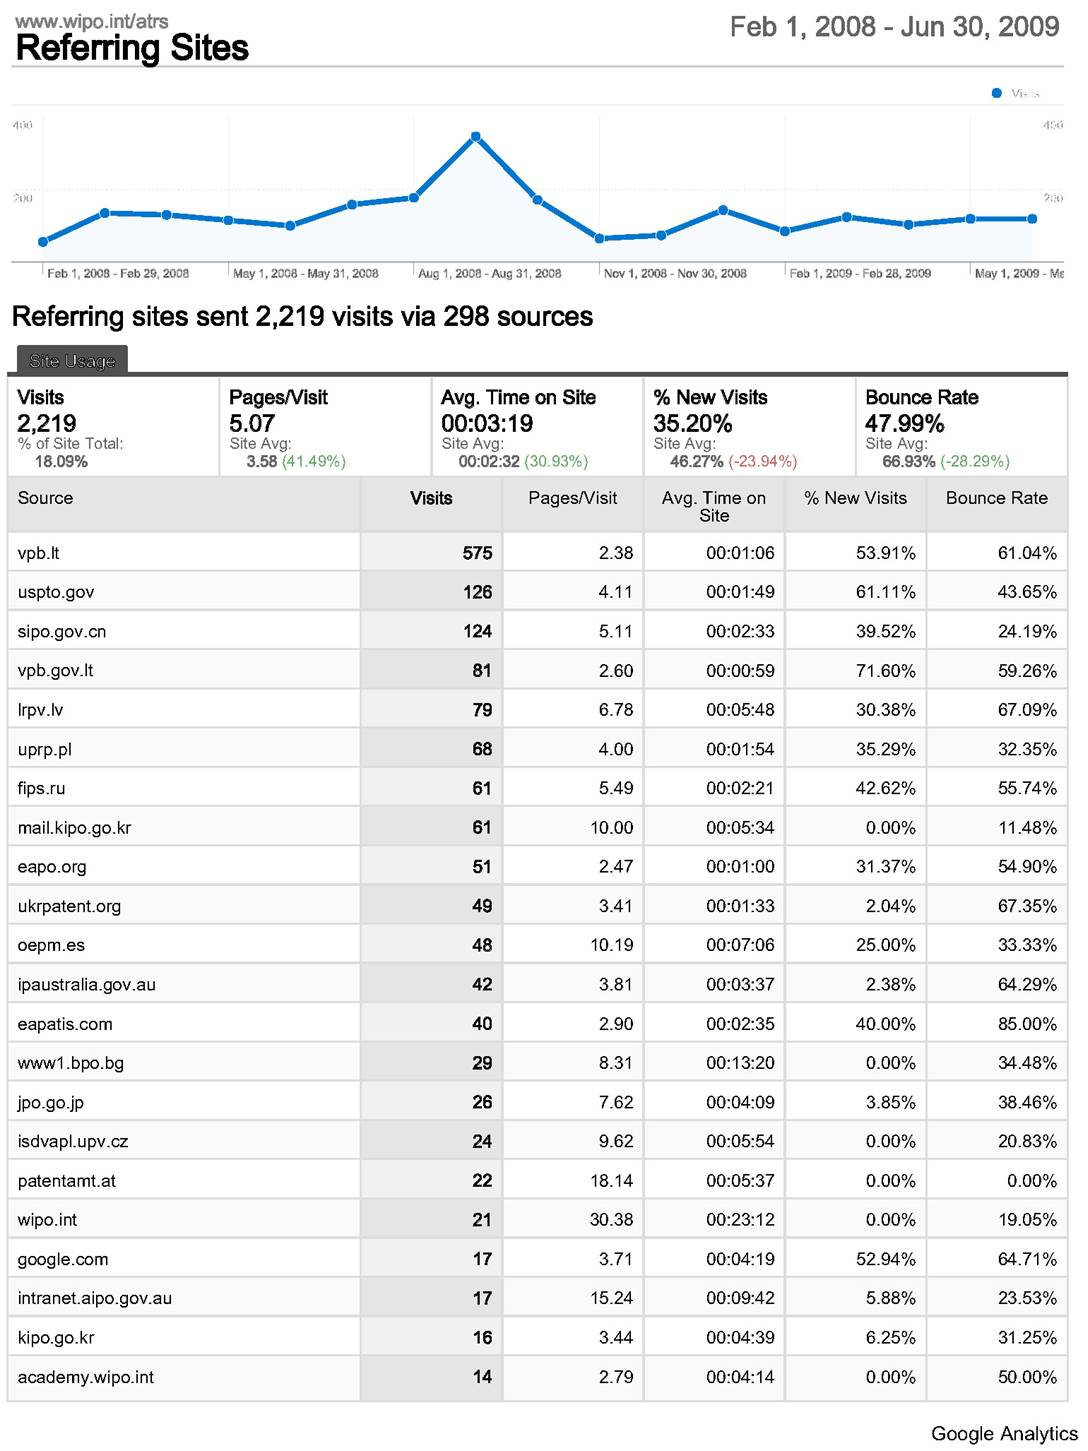 www.wipo.int/atrs
Referring Sites
Feb 1, 2008 - Jun 30, 2009
Visits
400 400
200 200
Feb 1, 2008 - Feb 29, 2008 May 1, 2008 - May 31, 2008 Aug 1, 2008 - Aug 31, 2008 Nov 1, 2008 - Nov 30, 2008 Feb 1, 2009 - Feb 28, 2009 May 1, 2009 - Ma
Referring sites sent 2,219 visits via 298 sources
Site Usage
Visits Pages/Visit Avg. Time on Site % New Visits Bounce Rate
2,219 5.07 00:03:19 35.20% 47.99%
% of Site Total: Site Avg: Site Avg: Site Avg: Site Avg:
18.09% 3.58 (41.49%) 00:02:32 (30.93%) 46.27% (-23.94%) 66.93% (-28.29%)
Source Visits Pages/Visit Avg. Time on % New Visits Bounce Rate
Site
vpb.lt 575 2.38 00:01:06 53.91% 61.04%
uspto.gov 126 4.11 00:01:49 61.11% 43.65%
sipo.gov.cn 124 5.11 00:02:33 39.52% 24.19%
vpb.gov.lt 81 2.60 00:00:59 71.60% 59.26%
lrpv.lv 79 6.78 00:05:48 30.38% 67.09%
uprp.pl 68 4.00 00:01:54 35.29% 32.35%
fips.ru 61 5.49 00:02:21 42.62% 55.74%
mail.kipo.go.kr 61 10.00 00:05:34 0.00% 11.48%
eapo.org 51 2.47 00:01:00 31.37% 54.90%
ukrpatent.org 49 3.41 00:01:33 2.04% 67.35%
oepm.es 48 10.19 00:07:06 25.00% 33.33%
ipaustralia.gov.au 42 3.81 00:03:37 2.38% 64.29%
eapatis.com 40 2.90 00:02:35 40.00% 85.00%
www1.bpo.bg 29 8.31 00:13:20 0.00% 34.48%
jpo.go.jp 26 7.62 00:04:09 3.85% 38.46%
isdvapl.upv.cz 24 9.62 00:05:54 0.00% 20.83%
patentamt.at 22 18.14 00:05:37 0.00% 0.00%
wipo.int 21 30.38 00:23:12 0.00% 19.05%
google.com 17 3.71 00:04:19 52.94% 64.71%
intranet.aipo.gov.au 17 15.24 00:09:42 5.88% 23.53%
kipo.go.kr 16 3.44 00:04:39 6.25% 31.25%
academy.wipo.int 14 2.79 00:04:14 0.00% 50.00%
Google Analytics